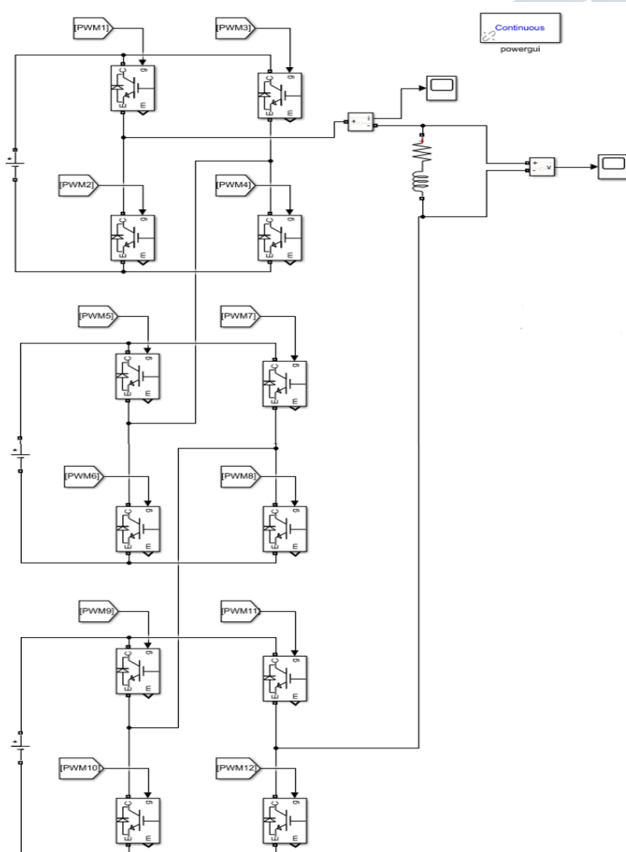 Continuous
powergui
[PWM1]
[PWM3]
g
C
E
m
g
C
E
m
[PWM2]
[PWM4]
g
C
E
m
g
C
E
m
+
-
i
+
-
v
[PWM5]
[PWM7]
g
C
E
m
g
C
E
m
[PWM6]
[PWM8]
g
C
E
m
g
C
E
m
[PWM9]
[PWM11]
g
C
E
m
g
C
E
m
[PWM10]
[PWM12]
g
C
E
m
g
C
E
m